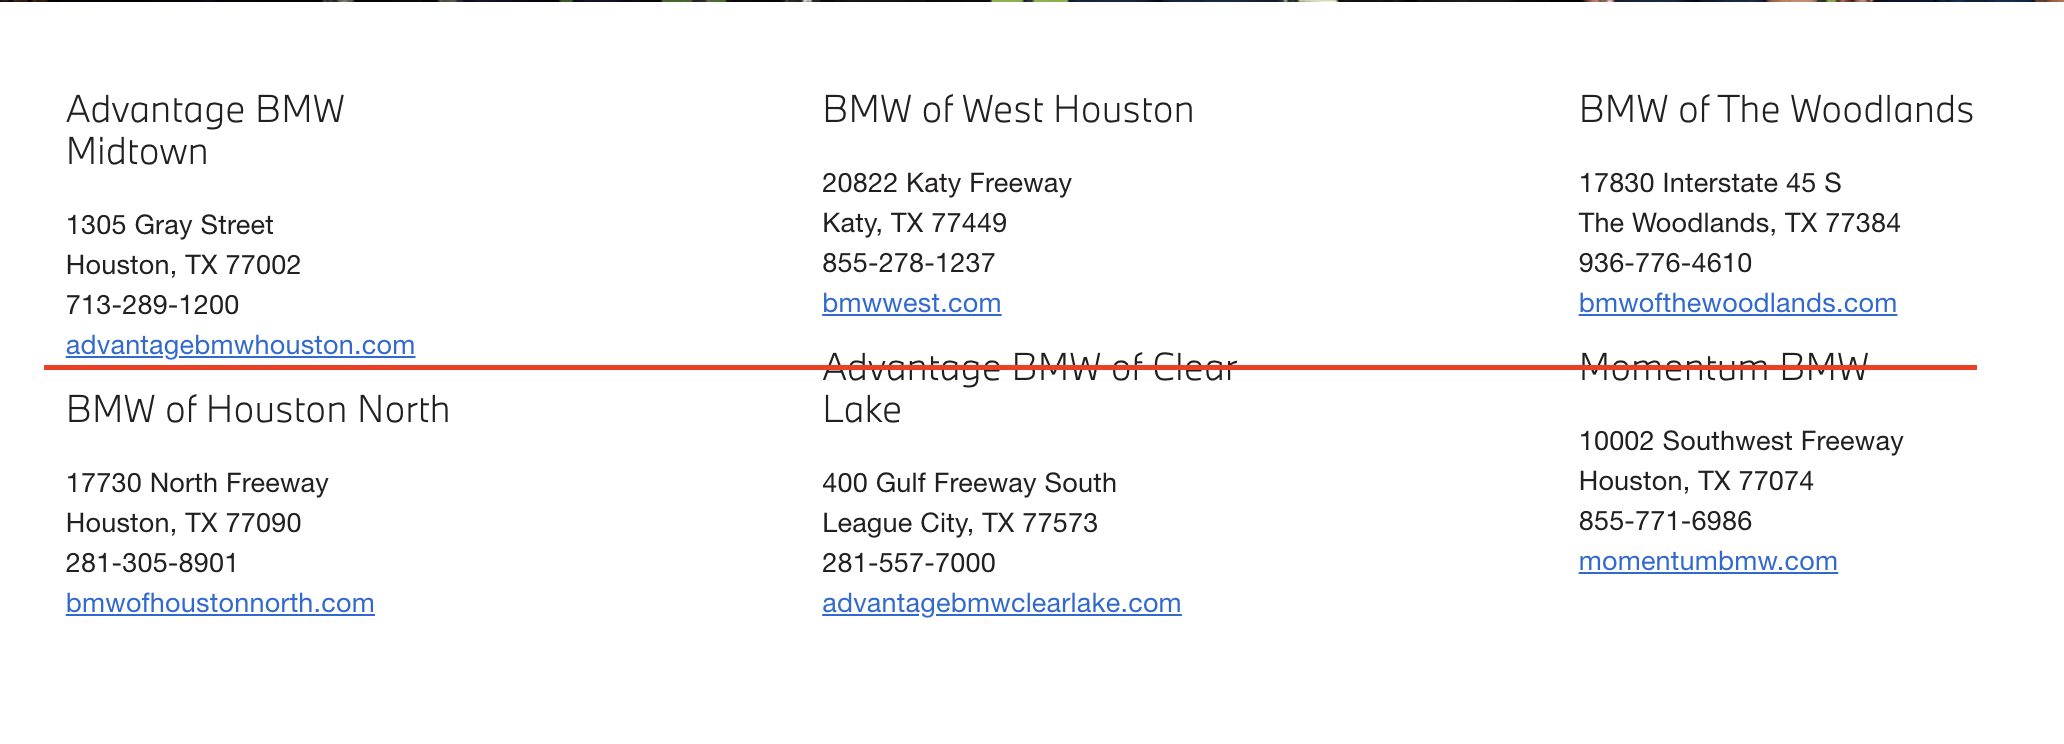 Advantage BMW
Midtown
1305 Gray Street
Houston, TX 77002
713-289-1200
advantagebmwhouston.com
BMW of West Houston
20822 Katy Freeway
Katy, TX 77449
855-278-1237
bmwwest.com
BMW of The Woodlands
17830 Interstate 45 S
The Woodlands, TX 77384
936-776-4610
bmwofthewoodlands.com
BMW of Houston North
17730 North Freeway
Houston, TX 77090
281-305-8901
bmwofhoustonnorth.com
Advantage BMW of Clear
Lake
400 Gulf Freeway South
League City, TX 77573
281-557-7000
advantagebmwclearlake.com
Momentum BMW
10002 Southwest Freeway
Houston, TX 77074
855-771-6986
momentumbmw.com